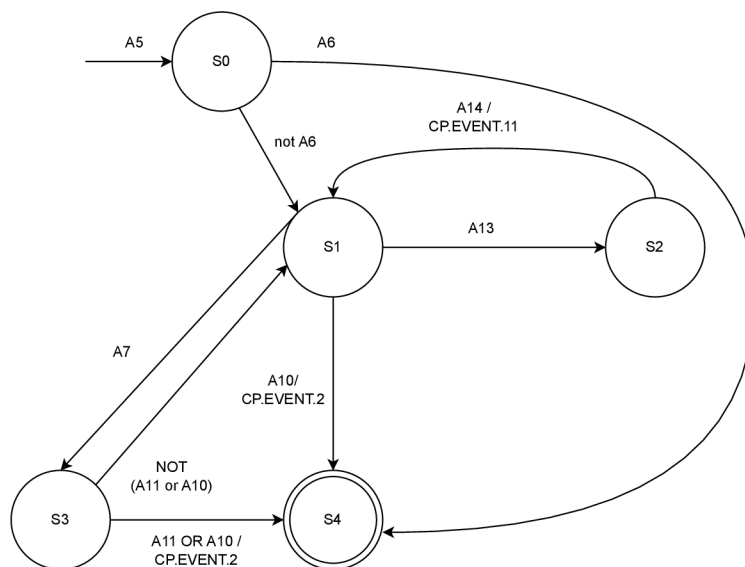 A5
S0
A6
not A6
A14 /
CP.EVENT.11
S1
A13
S2
A7
A10/
CP.EVENT.2
NOT
(A11 or A10)
S3
S4
A11 OR A10 /
CP.EVENT.2